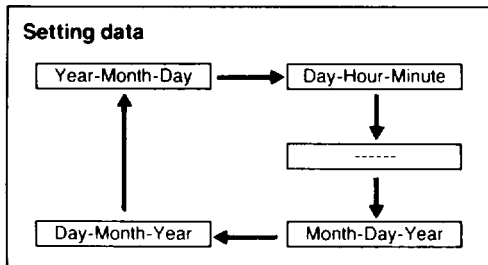 Setting data
Year-Month-Day
Day-Hour-Minute
------
Day-Month-Year
Month-Day-Year